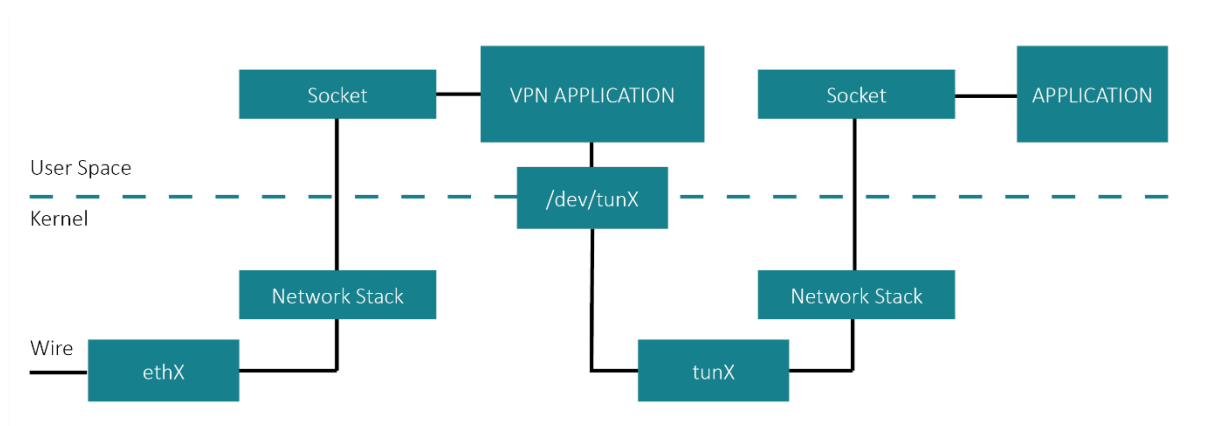 Socket
VPN APPLICATION
Socket
APPLICATION
User Space
/dev/tunX
Kernel
Network Stack
Network Stack
Wire
ethX
tunX